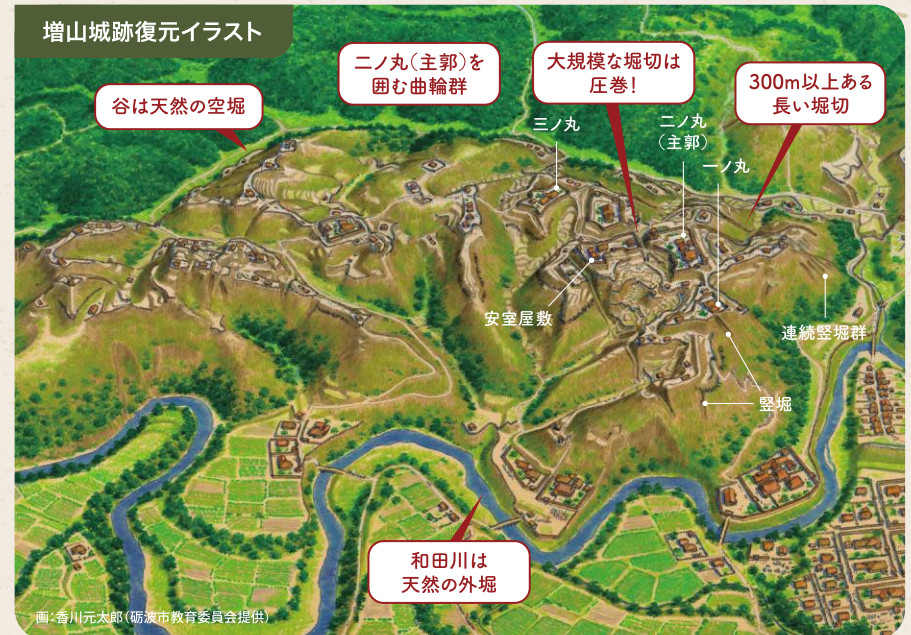 増山城跡復元イラスト
谷は天然の空堀
二ノ丸(主郭)を
囲む曲輪群
大規模な堀切は
圧巻!
300m以上ある
長い堀切
三ノ丸
二ノ丸
(主郭)
一ノ丸
安室屋敷
連続竪堀群
竪堀
和田川は
天然の外堀
画:香川元太郎(砺波市教育委員会提供)